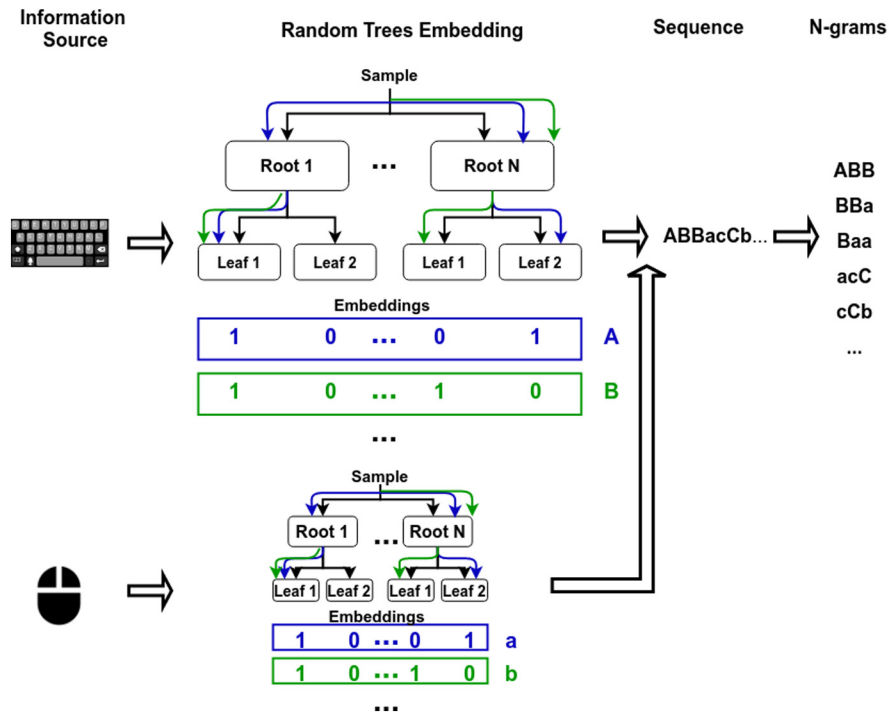 Information
Source
Random Trees Embedding
Sequence
N-grams
Sample
Root 1
...
Root N
Leaf 1
Leaf 2
Leaf 1
Leaf 2
ABBacCb...
ABB
BBa
Baa
acC
cCb
...
Embeddings
1 0 ... 0 1 A
1 0 ... 1 0 B
...
Sample
Root 1
...
Root N
Leaf 1
Leaf 2
Leaf 1
Leaf 2
Embeddings
1 0 ... 0 1 a
1 0 ... 1 0 b
...